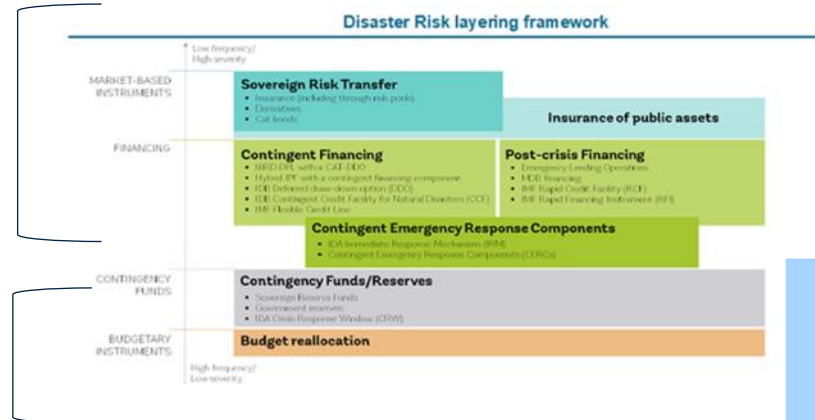 Disaster Risk layering framework
Low frequency/
High severity
MARKET-BASED
INSTRUMENTS
Sovereign Risk Transfer
• Insurance (including through risk pools)
• Derivatives
• Cat bonds
Insurance of public assets
FINANCING
Contingent Financing
• IBRD DPL with a CAT-DDO
• Hybrid IPF with a contingent financing component
• IDB Deferred draw-down option (DDO)
• IDB Contingent Credit Facility for Natural Disasters (CCF)
• IMF Flexible Credit Line
Post-crisis Financing
• Emergency Lending Operations
• MDB financing
• IMF Rapid Credit Facility (RCF)
• IMF Rapid Financing Instrument (RFI)
Contingent Emergency Response Components
• IDA Immediate Response Mechanism (IRM)
• Contingent Emergency Response Components (CERCs)
CONTINGENCY
FUNDS
Contingency Funds/Reserves
• Sovereign Reserve Funds
• Government reserves
• IDA Crisis Response Window (CRW)
BUDGETARY
INSTRUMENTS
Budget reallocation
High frequency/
Low severity